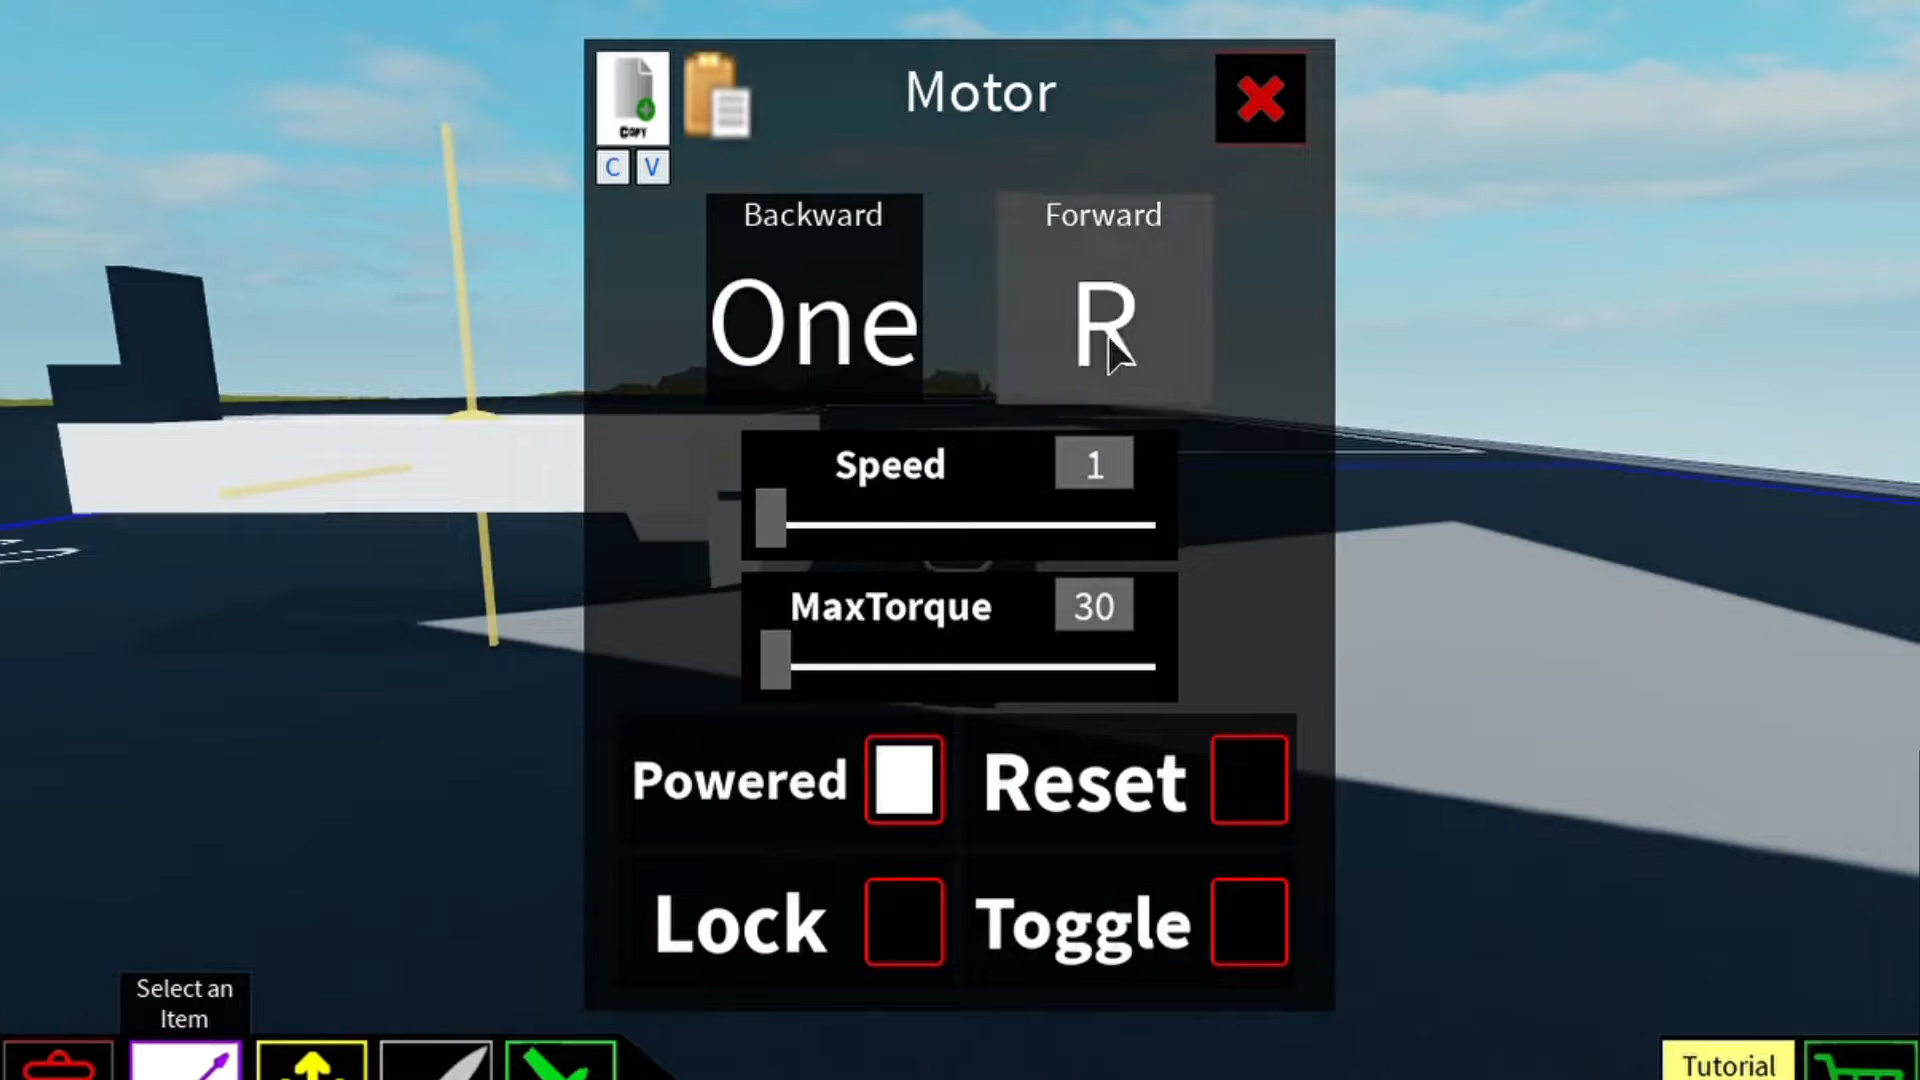 Motor
COPY
C V
Backward
Forward
One
R
Speed 1
MaxTorque 30
Powered
Reset
Lock
Toggle
Select an
Item
Tutorial